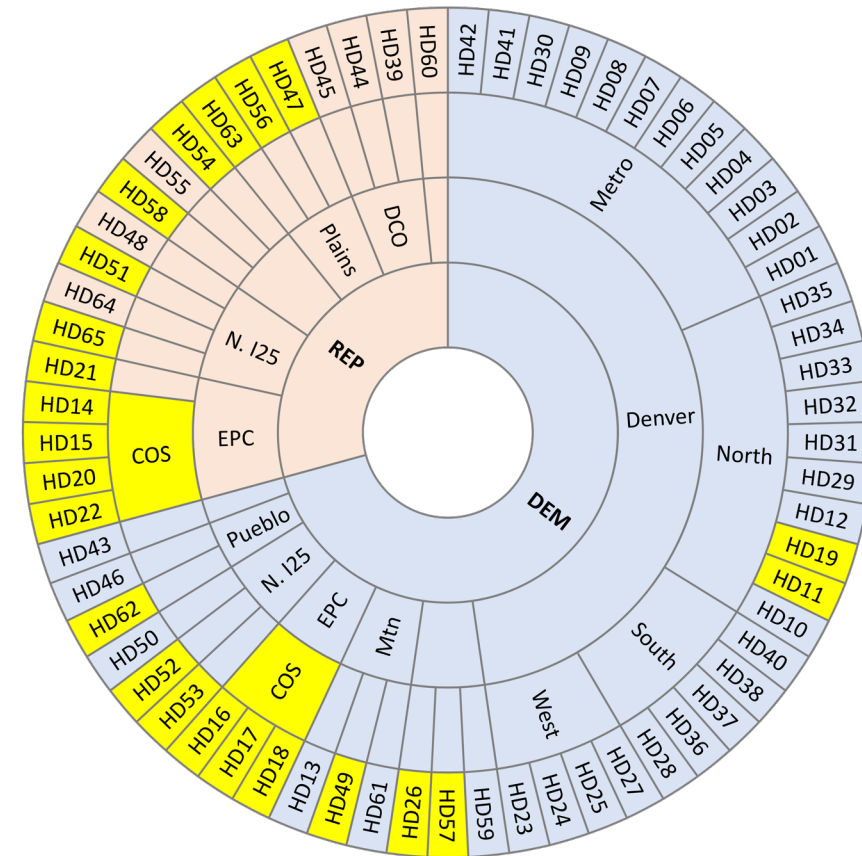 HD42
HD41
HD30
HD09
HD08
HD07
HD06
HD05
HD04
HD03
HD02
HD01
HD35
HD34
HD33
HD32
HD31
HD29
HD12
HD19
HD11
HD10
HD40
HD38
HD37
HD36
HD28
HD27
HD25
HD24
HD23
HD59
HD57
HD26
HD61
HD49
HD13
HD18
HD17
HD16
HD53
HD52
HD50
HD62
HD46
HD43
HD22
HD20
HD15
HD14
HD21
HD65
HD64
HD51
HD48
HD58
HD55
HD54
HD63
HD56
HD47
HD45
HD44
HD39
HD60
Metro
North
South
West
COS
COS
Denver
Mtn
EPC
N. I25
Pueblo
EPC
N. I25
Plains
DCO
DEM
REP